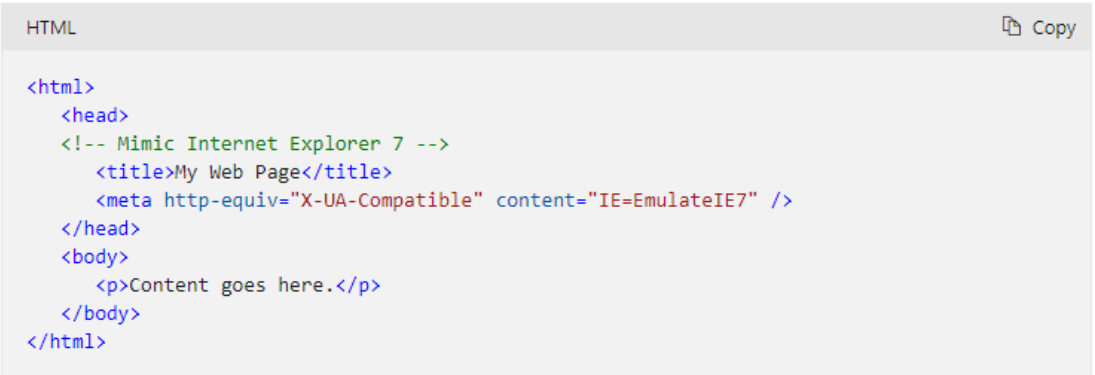 HTML
Copy
<html>
<head>
<!-- Mimic Internet Explorer 7 -->
<title>My Web Page</title>
<meta http-equiv="X-UA-Compatible" content="IE=EmulateIE7" />
</head>
<body>
<p>Content goes here.</p>
</body>
</html>